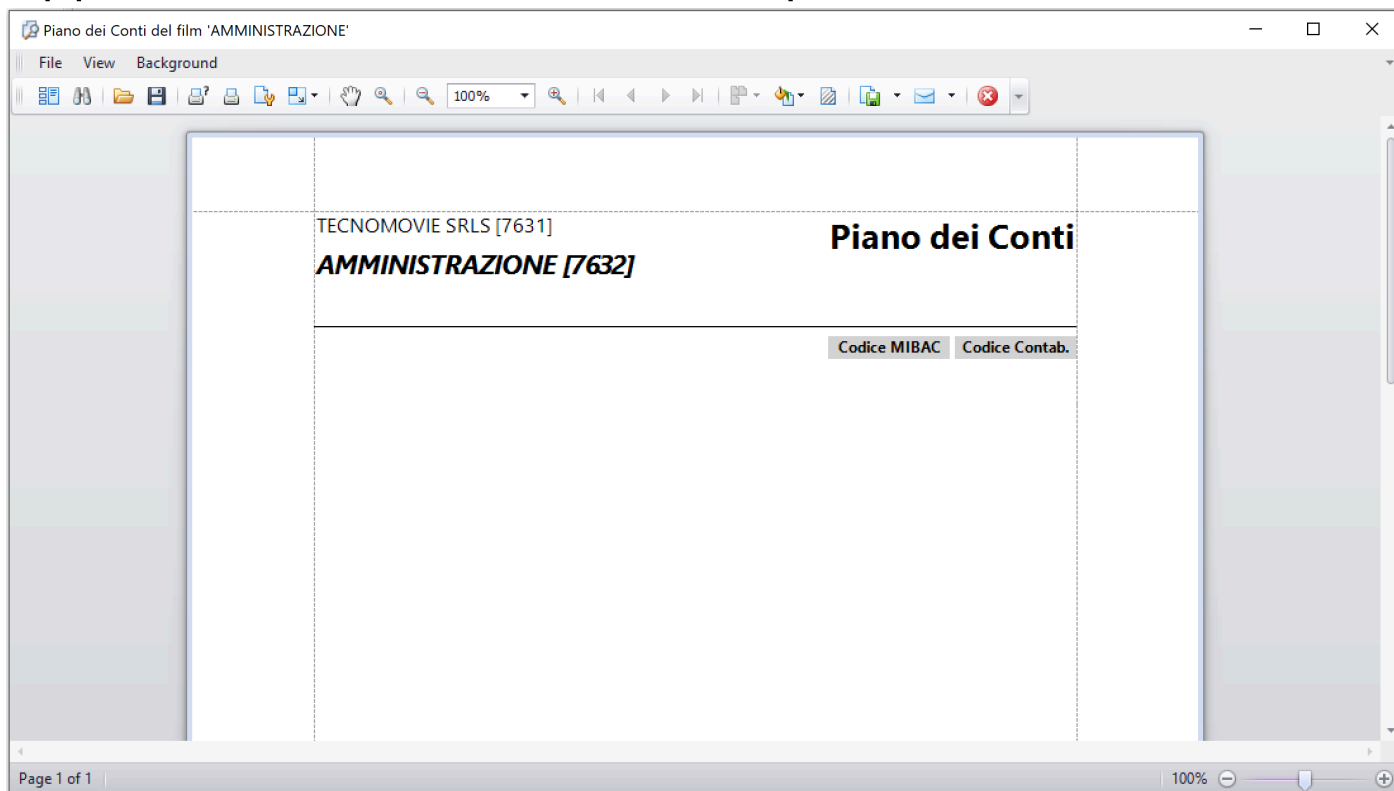 Piano dei Conti del film 'AMMINISTRAZIONE'
File View Background
100%
TECNOMOVIE SRLS [7631]
Piano dei Conti
AMMINISTRAZIONE [7632]
Codice MIBAC Codice Contab.
Page 1 of 1
100%